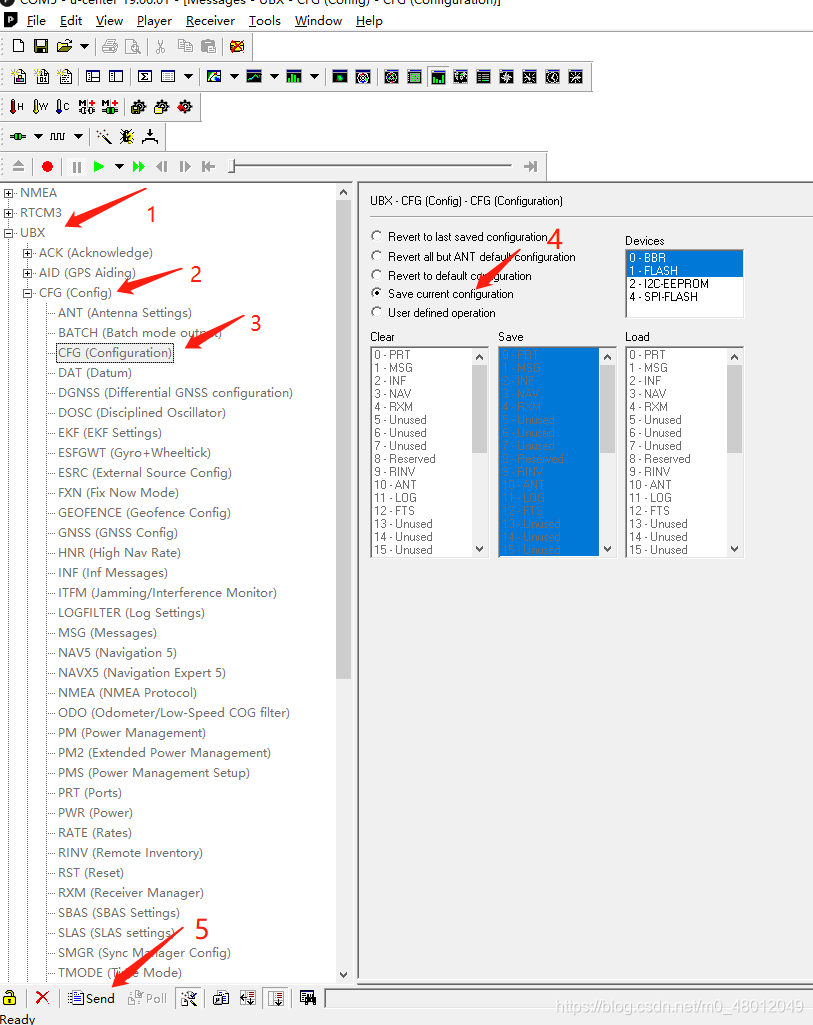 COM5 - u-center 19.06.01 - [Messages - UBX - CFG (Config) - CFG (Configuration)]
File Edit View Player Receiver Tools Window Help
NMEA
RTCM3
1
UBX
ACK (Acknowledge)
AID (GPS Aiding)
2
CFG (Config)
ANT (Antenna Settings)
3
BATCH (Batch mode output)
CFG (Configuration)
DAT (Datum)
DGNSS (Differential GNSS configuration)
DOSC (Disciplined Oscillator)
EKF (EKF Settings)
ESFGWT (Gyro+Wheeltick)
ESRC (External Source Config)
FXN (Fix Now Mode)
GEOFENCE (Geofence Config)
GNSS (GNSS Config)
HNR (High Nav Rate)
INF (Inf Messages)
ITFM (Jamming/Interference Monitor)
LOGFILTER (Log Settings)
MSG (Messages)
NAV5 (Navigation 5)
NAVX5 (Navigation Expert 5)
NMEA (NMEA Protocol)
ODO (Odometer/Low-Speed COG filter)
PM (Power Management)
PM2 (Extended Power Management)
PMS (Power Management Setup)
PRT (Ports)
PWR (Power)
RATE (Rates)
RINV (Remote Inventory)
RST (Reset)
RXM (Receiver Manager)
SBAS (SBAS Settings)
SLAS (SLAS settings)
5
SMGR (Sync Manager Config)
TMODE (Time Mode)
UBX - CFG (Config) - CFG (Configuration)
Revert to last saved configuration
4
Revert all but ANT default configuration
Revert to default configuration
Save current configuration
User defined operation
Devices
0 - BBR
1 - FLASH
2 - I2C-EEPROM
4 - SPI-FLASH
Clear
0 - PRT
1 - MSG
2 - INF
3 - NAV
4 - RXM
5 - Unused
6 - Unused
7 - Unused
8 - Reserved
9 - RINV
10 - ANT
11 - LOG
12 - FTS
13 - Unused
14 - Unused
15 - Unused
Save
0 - PRT
1 - MSG
2 - INF
3 - NAV
4 - RXM
5 - Unused
6 - Unused
7 - Unused
8 - Reserved
9 - RINV
10 - ANT
11 - LOG
12 - FTS
13 - Unused
14 - Unused
15 - Unused
Load
0 - PRT
1 - MSG
2 - INF
3 - NAV
4 - RXM
5 - Unused
6 - Unused
7 - Unused
8 - Reserved
9 - RINV
10 - ANT
11 - LOG
12 - FTS
13 - Unused
14 - Unused
15 - Unused
Send Poll
https://blog.csdn.net/m0_48012049
Ready